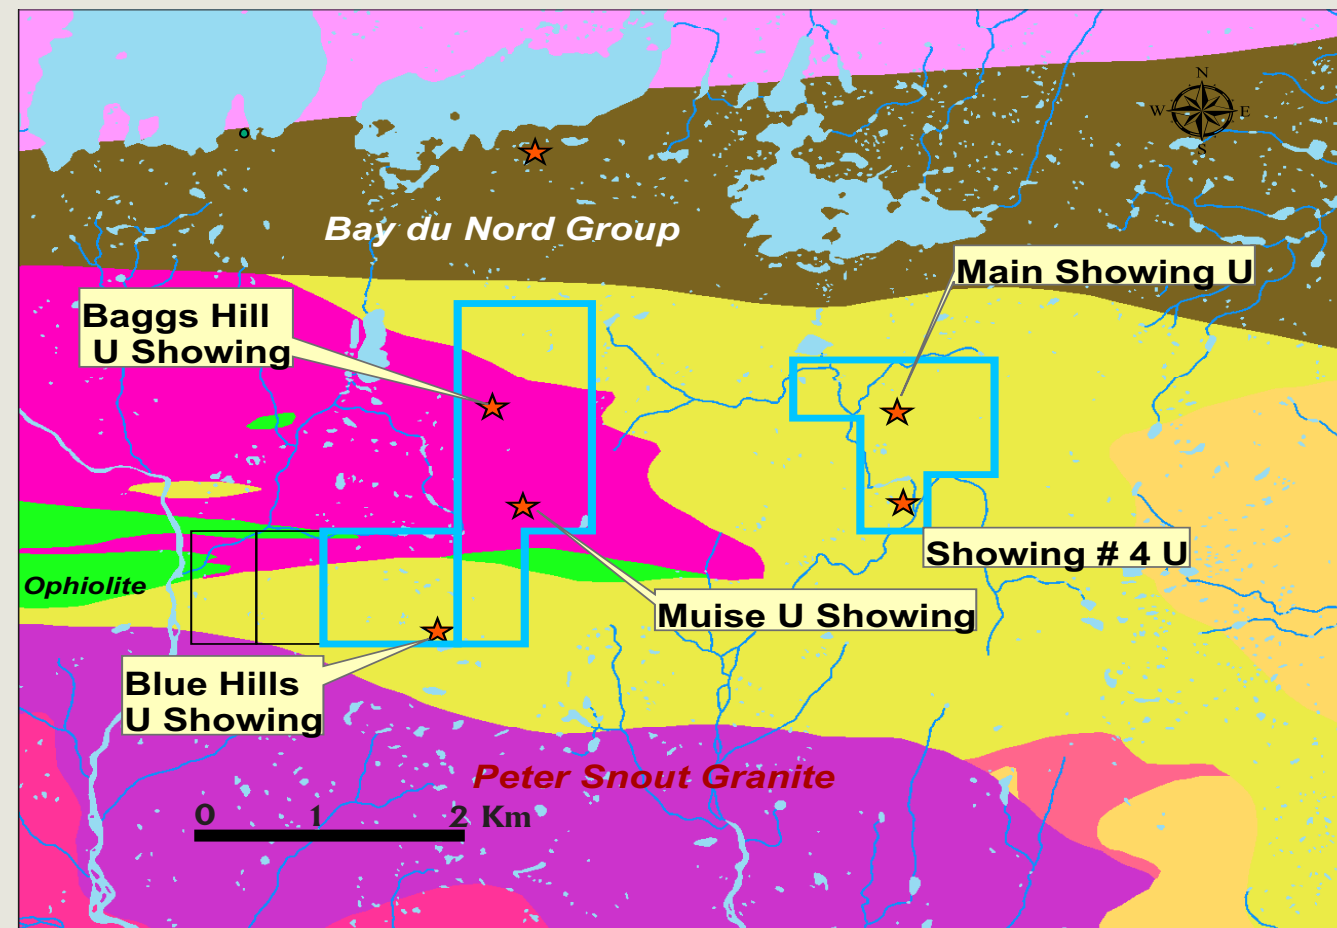 N
W E
S
Bay du Nord Group
Main Showing U
Baggs Hill
U Showing
Showing # 4 U
Ophiolite
Muise U Showing
Blue Hills
U Showing
Peter Snout Granite
0 1 2 Km